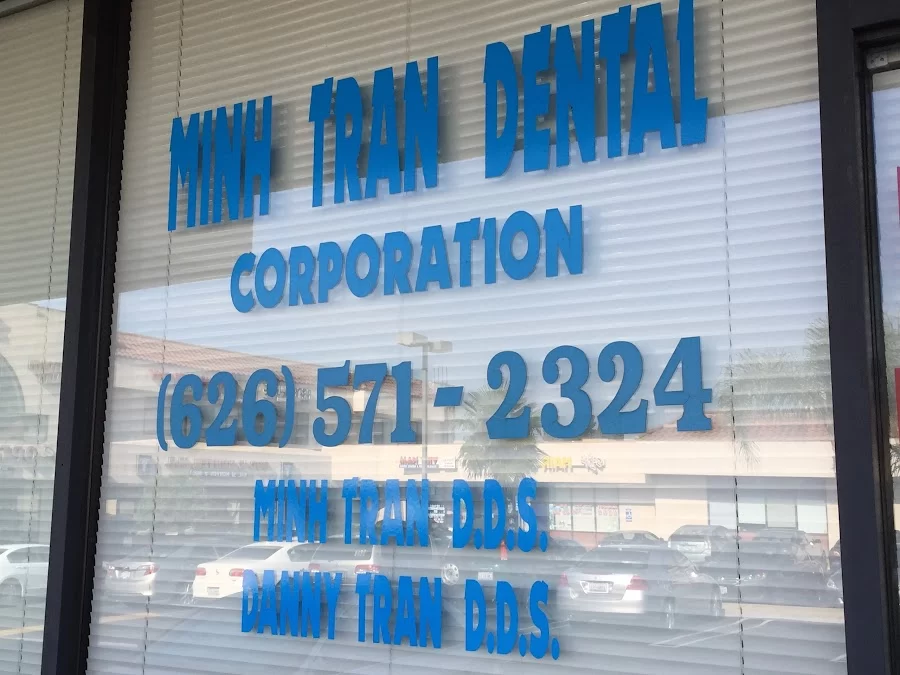 MINH TRAN DENTAL
CORPORATION
(626) 571-2324
MINH TRAN D.D.S.
DANNY TRAN D.D.S.